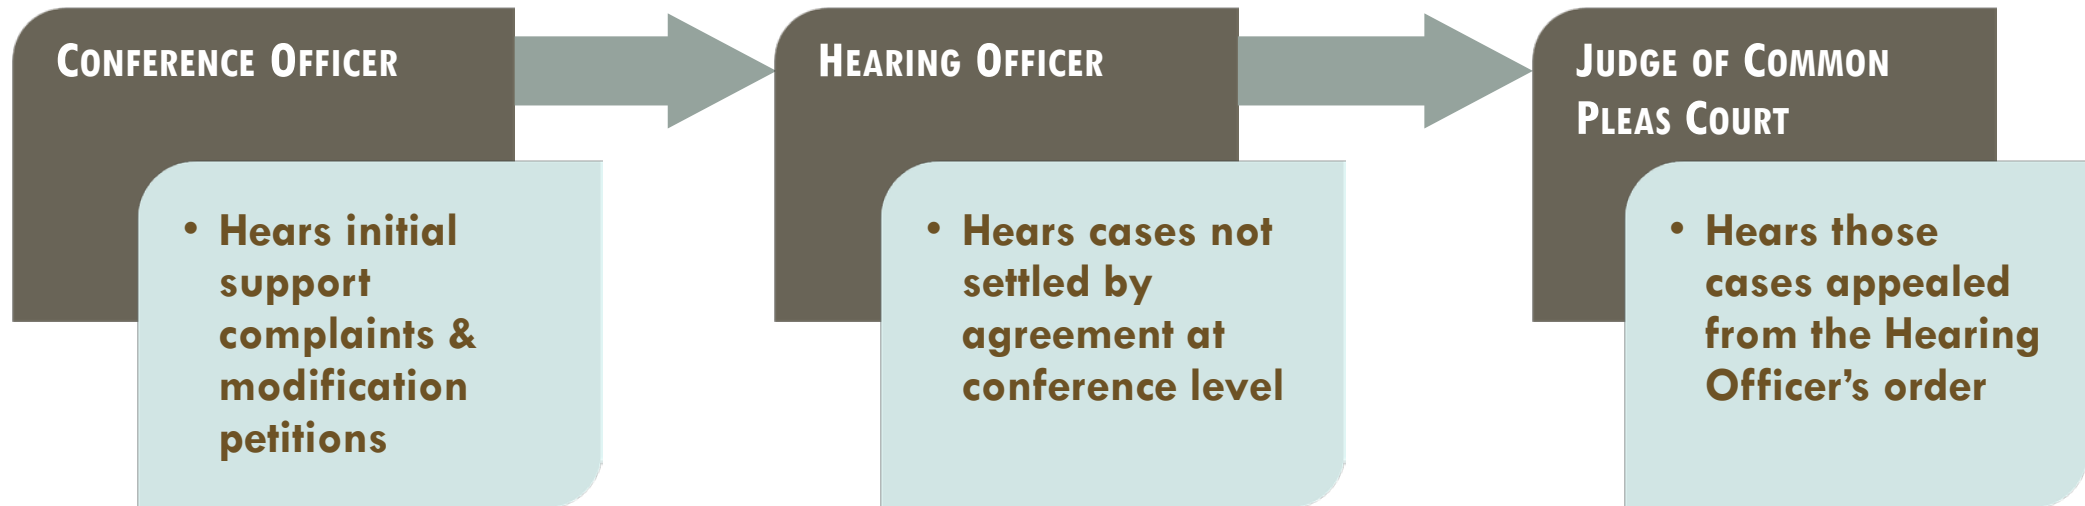 CONFERENCE OFFICER
• Hears initial
support
complaints &
modification
petitions
HEARING OFFICER
• Hears cases not
settled by
agreement at
conference level
JUDGE OF COMMON
PLEAS COURT
• Hears those
cases appealed
from the Hearing
Officer’s order